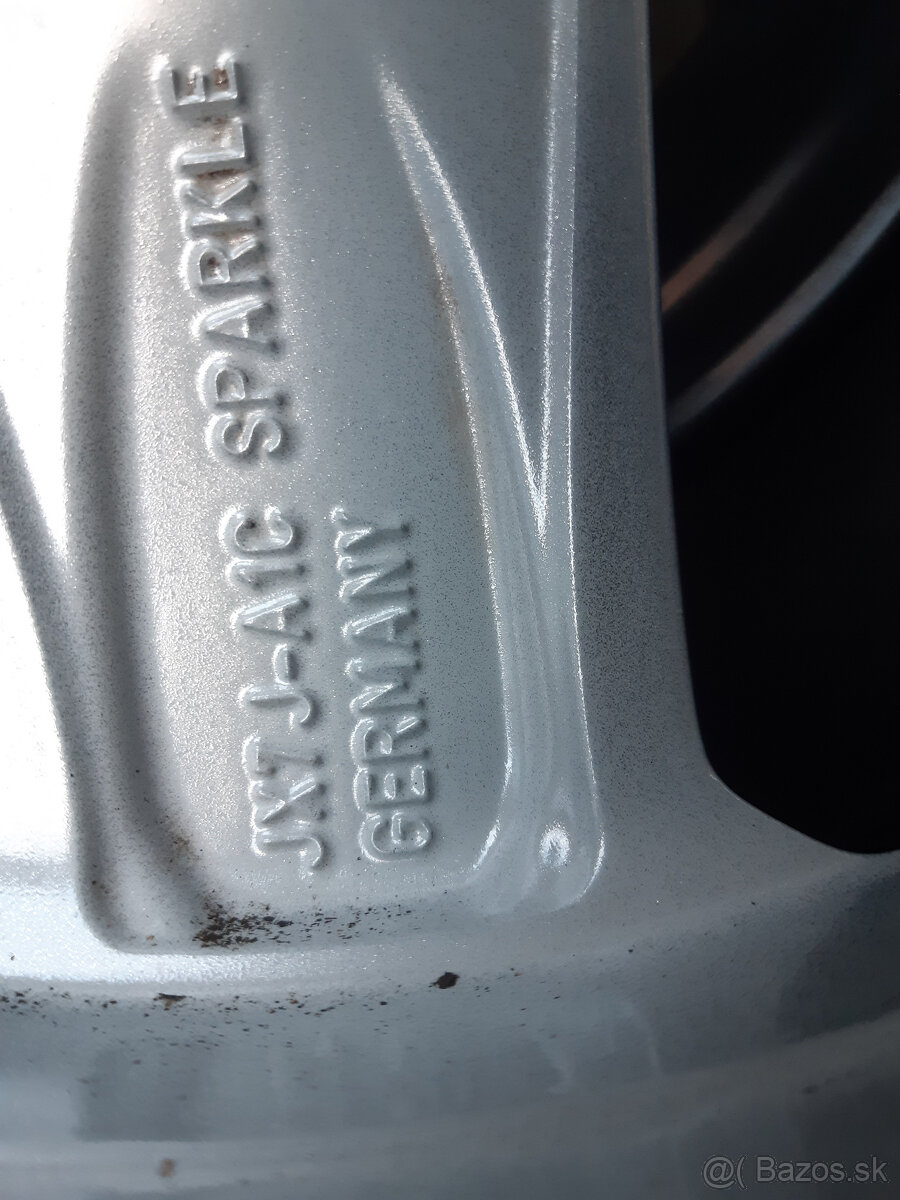 JX7 J-A1C SPARKLE
GERMANY
@( Bazos.sk